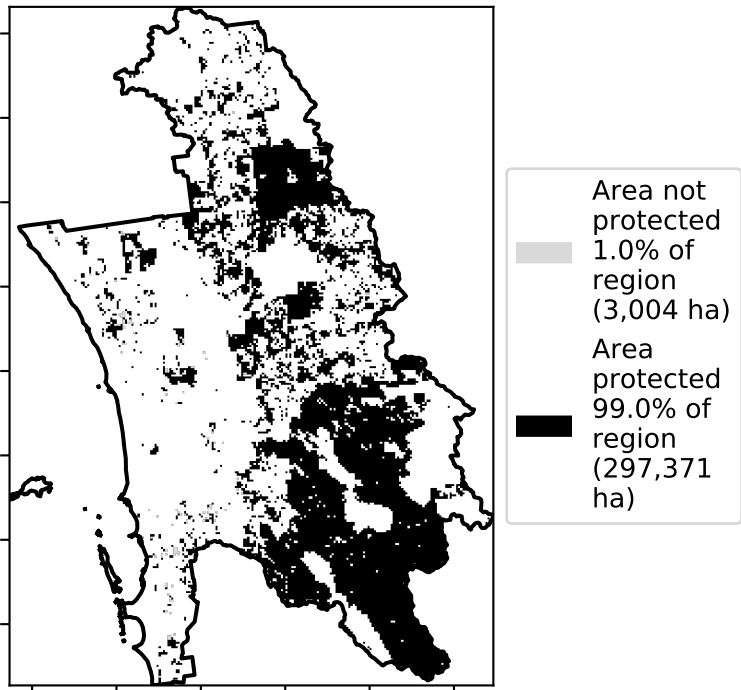 Area not
protected
1.0% of
region
(3,004 ha)
Area
protected
99.0% of
region
(297,371
ha)